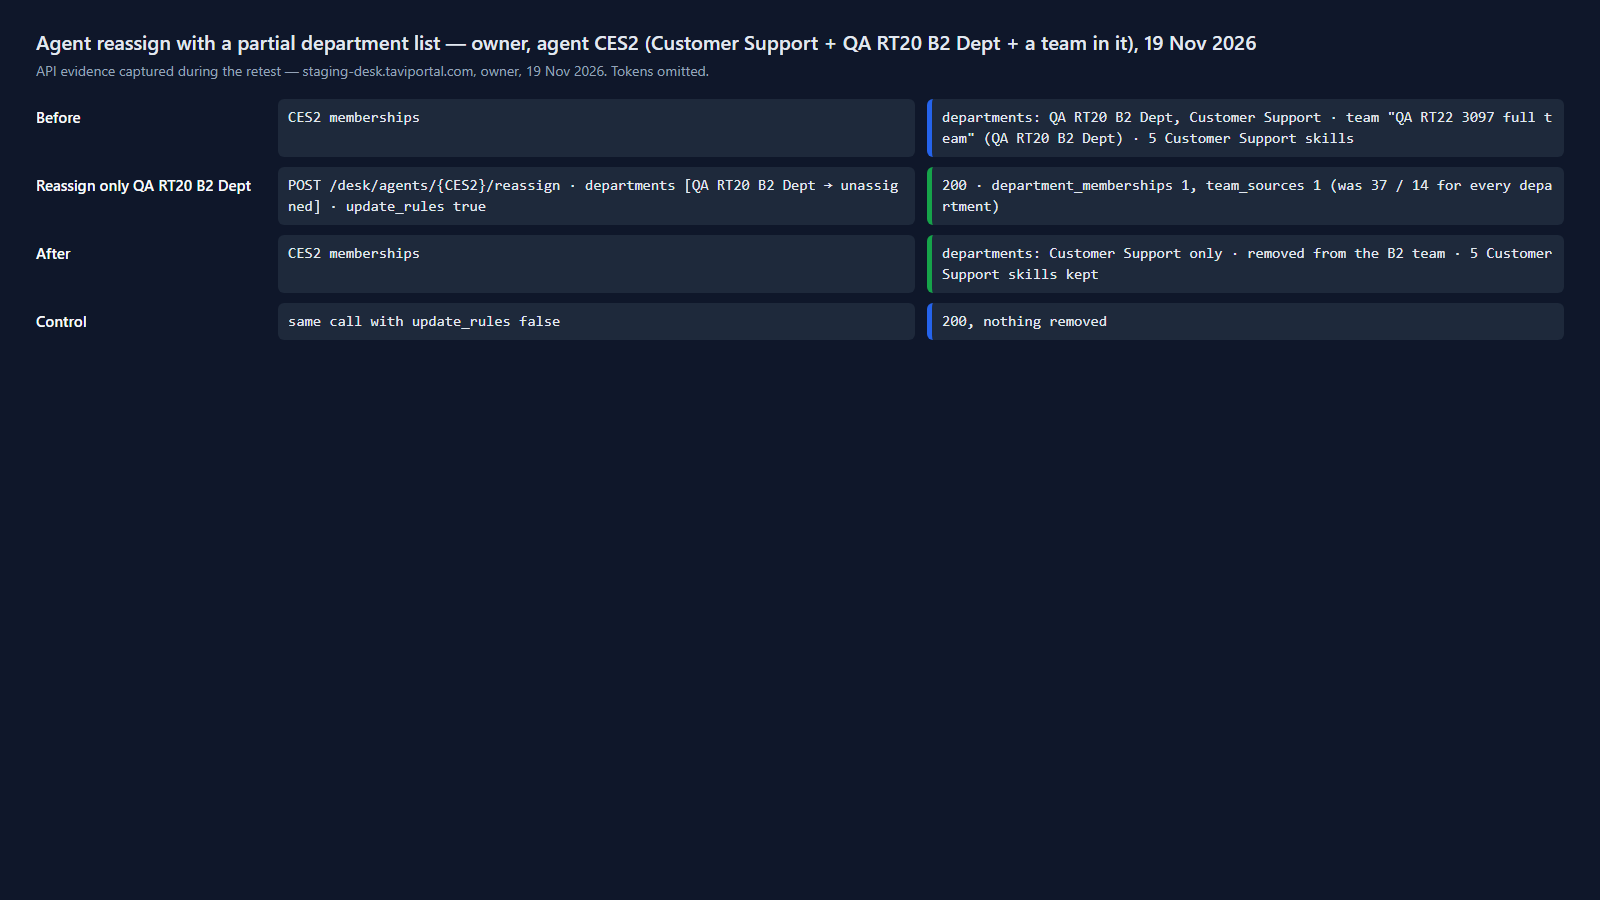 Agent reassign with a partial department list — owner, agent CES2 (Customer Support + QA RT20 B2 Dept + a team in it), 19 Nov 2026
API evidence captured during the retest — staging-desk.taviportal.com, owner, 19 Nov 2026. Tokens omitted.
Before
CES2 memberships
departments: QA RT20 B2 Dept, Customer Support · team "QA RT22 3097 full t
eam" (QA RT20 B2 Dept) · 5 Customer Support skills
Reassign only QA RT20 B2 Dept
POST /desk/agents/{CES2}/reassign · departments [QA RT20 B2 Dept → unassig
ned] · update_rules true
200 · department_memberships 1, team_sources 1 (was 37 / 14 for every depa
rtment)
After
CES2 memberships
departments: Customer Support only · removed from the B2 team · 5 Customer
Support skills kept
Control
same call with update_rules false
200, nothing removed